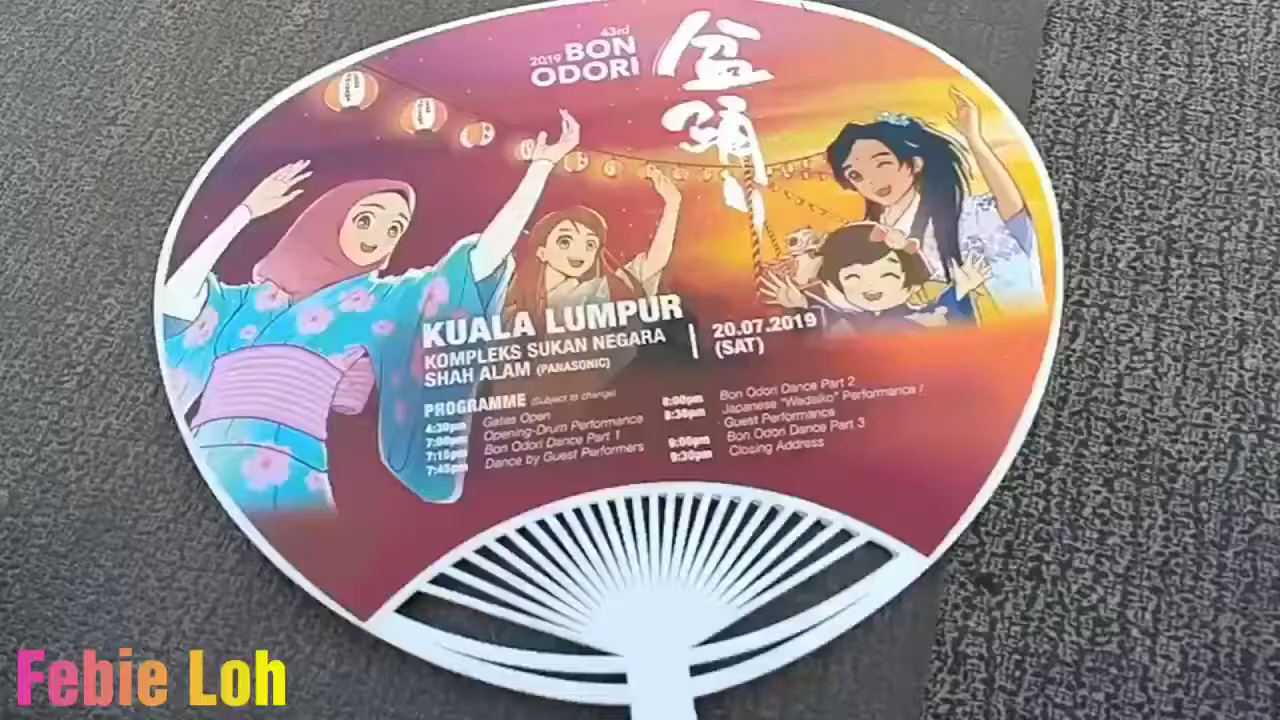 43rd
2019 BON
ODORI
盆踊り
KUALA LUMPUR
KOMPLEKS SUKAN NEGARA
SHAH ALAM (PANASONIC)
20.07.2019
(SAT)
PROGRAMME (Subject to change)
4:30pm Gates Open
7:00pm Opening-Drum Performance
7:15pm Bon Odori Dance Part 1
7:45pm Dance by Guest Performers
8:00pm Bon Odori Dance Part 2
8:30pm Japanese "Wadaiko" Performance /
Guest Performance
9:00pm Bon Odori Dance Part 3
9:30pm Closing Address
Febie Loh